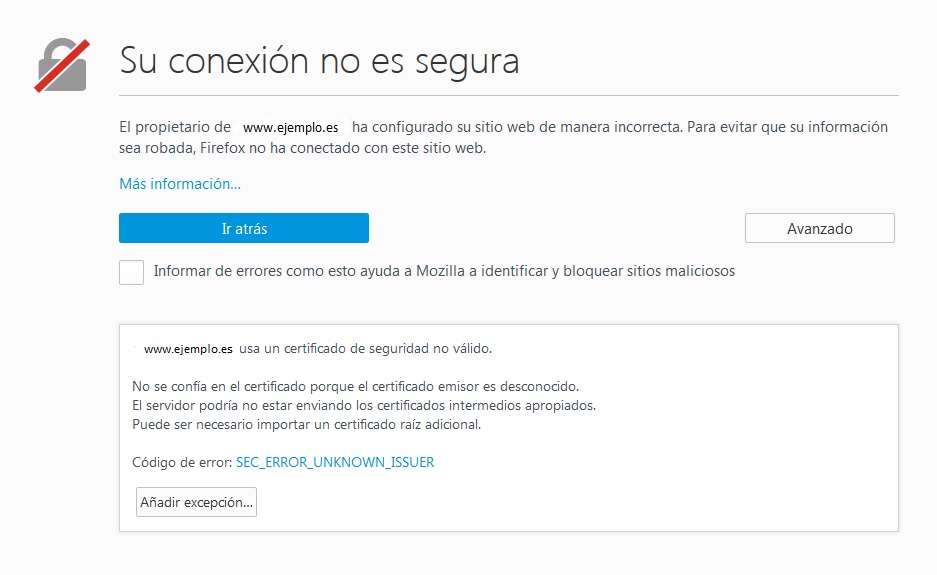 Su conexión no es segura
El propietario de www.ejemplo.es ha configurado su sitio web de manera incorrecta. Para evitar que su información
sea robada, Firefox no ha conectado con este sitio web.
Más información...
Ir atrás
Avanzado
Informar de errores como esto ayuda a Mozilla a identificar y bloquear sitios maliciosos
www.ejemplo.es usa un certificado de seguridad no válido.
No se confía en el certificado porque el certificado emisor es desconocido.
El servidor podría no estar enviando los certificados intermedios apropiados.
Puede ser necesario importar un certificado raíz adicional.
Código de error: SEC_ERROR_UNKNOWN_ISSUER
Añadir excepción...